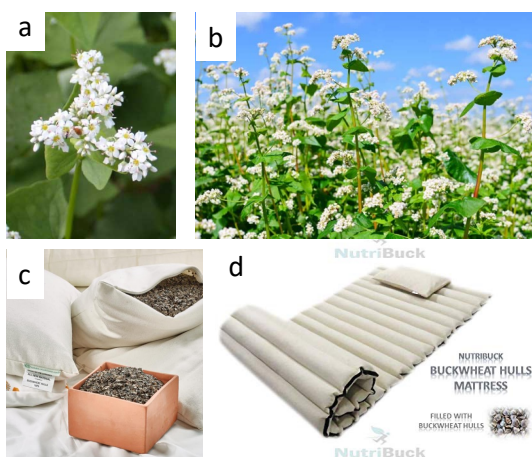 a
b
c
d
NutriBuck
NUTRIBUCK
BUCKWHEAT HULLS
MATTRESS
FILLED WITH
BUCKWHEAT HULLS
NutriBuck